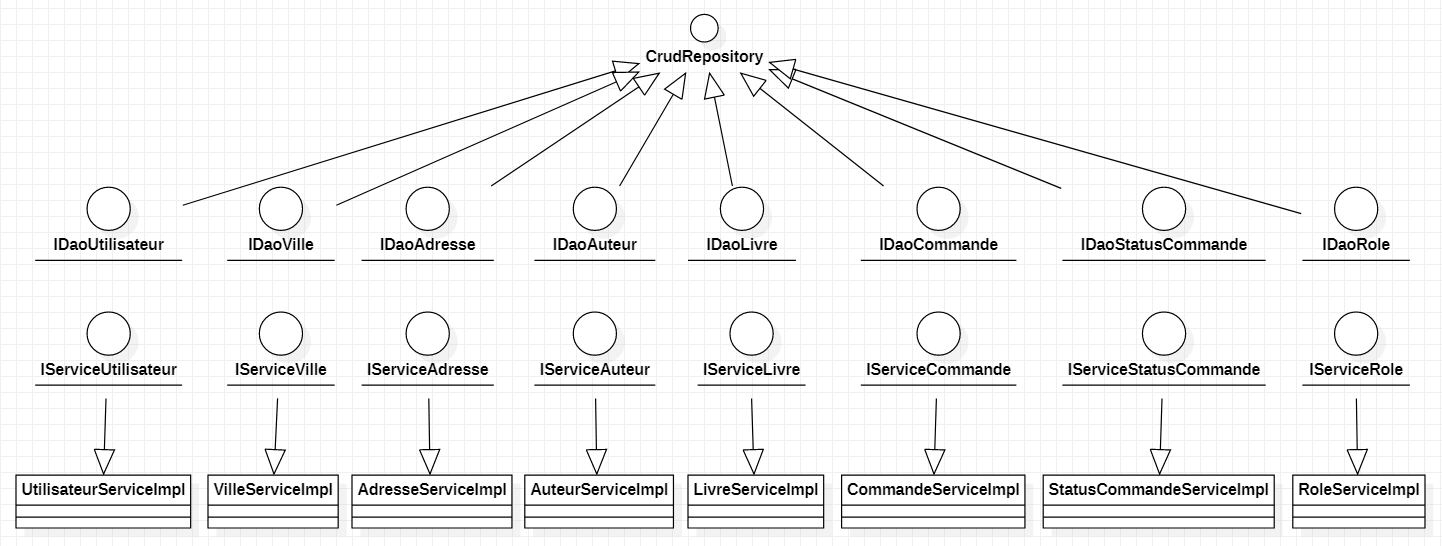 CrudRepository
IDaoUtilisateur
IDaoVille
IDaoAdresse
IDaoAuteur
IDaoLivre
IDaoCommande
IDaoStatusCommande
IDaoRole
IServiceUtilisateur
IServiceVille
IServiceAdresse
IServiceAuteur
IServiceLivre
IServiceCommande
IServiceStatusCommande
IServiceRole
UtilisateurServiceImpl
VilleServiceImpl
AdresseServiceImpl
AuteurServiceImpl
LivreServiceImpl
CommandeServiceImpl
StatusCommandeServiceImpl
RoleServiceImpl